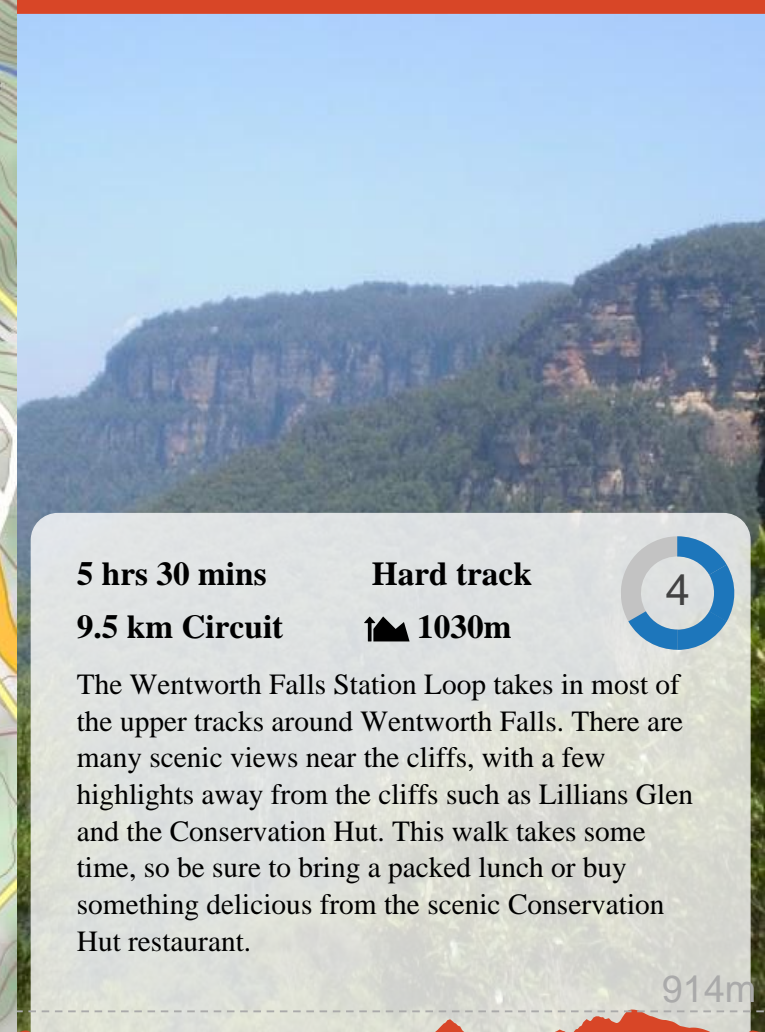 5 hrs 30 mins Hard track 4
9.5 km Circuit 1030m
The Wentworth Falls Station Loop takes in most of
the upper tracks around Wentworth Falls. There are
many scenic views near the cliffs, with a few
highlights away from the cliffs such as Lillians Glen
and the Conservation Hut. This walk takes some
time, so be sure to bring a packed lunch or buy
something delicious from the scenic Conservation
Hut restaurant.
914m